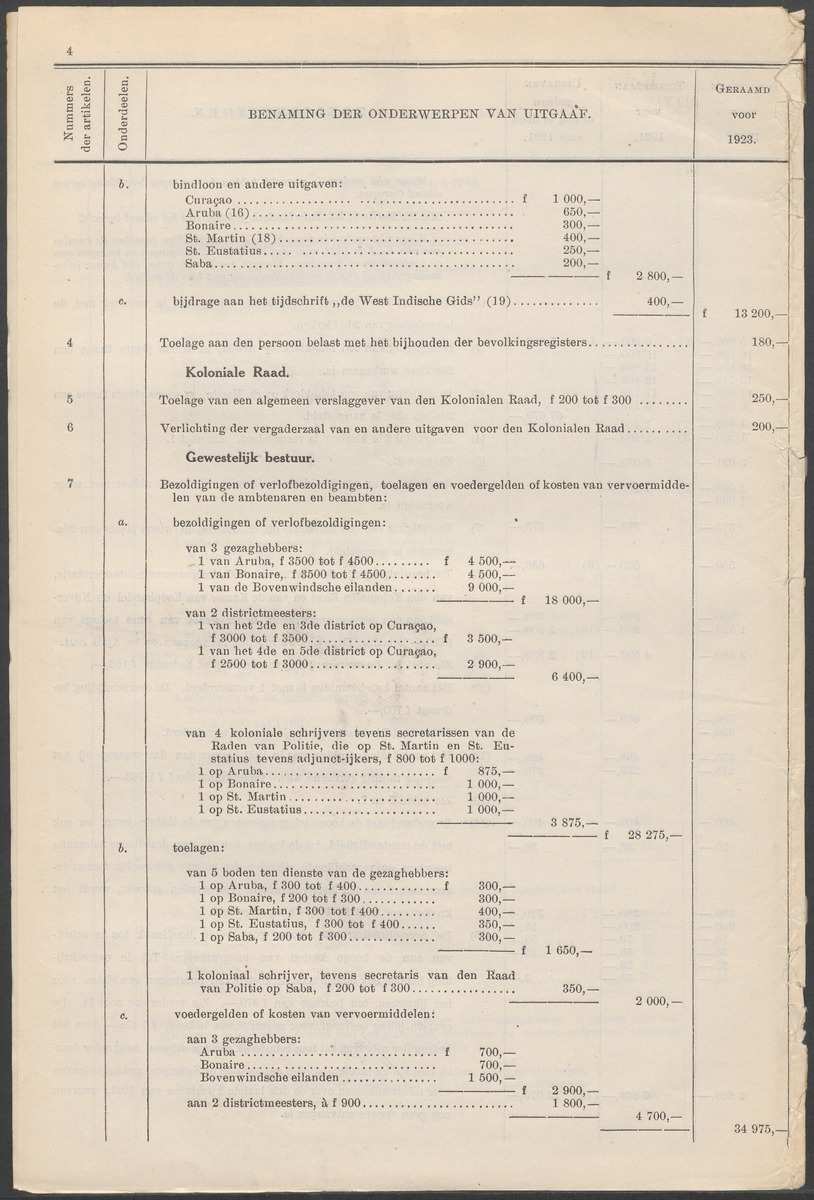 4
Nummers der artikelen.
Onderdeelen.
BENAMING DER ONDERWERPEN VAN UITGAAF.
GERAAMD
voor
1923.
b. bindloon en andere uitgaven:
Curaçao .......... f 1 000,—
Aruba (16) .......... 650,—
Bonaire .......... 300,—
St. Martin (18) .......... 400,—
St. Eustatius .......... 250,—
Saba .......... 200,—
f 2 800,—
c. bijdrage aan het tijdschrift „de West Indische Gids" (19) .......... 400,—
f 13 200,—
4 Toelage aan den persoon belast met het bijhouden der bevolkingsregisters .......... 180,—
Koloniale Raad.
5 Toelage van een algemeen verslaggever van den Kolonialen Raad, f 200 tot f 300 ........ 250,—
6 Verlichting der vergaderzaal van en andere uitgaven voor den Kolonialen Raad .......... 200,—
Gewestelijk bestuur.
7 Bezoldigingen of verlofbezoldigingen, toelagen en voedergelden of kosten van vervoermidde-
len van de ambtenaren en beambten:
a. bezoldigingen of verlofbezoldigingen:
van 3 gezaghebbers:
1 van Aruba, f 3500 tot f 4500 ......... f 4 500,—
1 van Bonaire, f 3500 tot f 4500 ........ 4 500,—
1 van de Bovenwindsche eilanden ....... 9 000,—
f 18 000,—
van 2 districtmeesters:
1 van het 2de en 3de district op Curaçao,
f 3000 tot f 3500 .......... f 3 500,—
1 van het 4de en 5de district op Curaçao,
f 2500 tot f 3000 .......... 2 900,—
6 400,—
van 4 koloniale schrijvers tevens secretarissen van de
Raden van Politie, die op St. Martin en St. Eu-
statius tevens adjunct-ijkers, f 800 tot f 1000:
1 op Aruba .......... f 875,—
1 op Bonaire .......... 1 000,—
1 op St. Martin .......... 1 000,—
1 op St. Eustatius .......... 1 000,—
3 875,—
f 28 275,—
b. toelagen:
van 5 boden ten dienste van de gezaghebbers:
1 op Aruba, f 300 tot f 400 .......... f 300,—
1 op Bonaire, f 200 tot f 300 .......... 300,—
1 op St. Martin, f 300 tot f 400 ......... 400,—
1 op St. Eustatius, f 300 tot f 400 ...... 350,—
1 op Saba, f 200 tot f 300 .......... 300,—
f 1 650,—
1 koloniaal schrijver, tevens secretaris van den Raad
van Politie op Saba, f 200 tot f 300 .......... 350,—
2 000,—
c. voedergelden of kosten van vervoermiddelen:
aan 3 gezaghebbers:
Aruba .......... f 700,—
Bonaire .......... 700,—
Bovenwindsche eilanden .......... 1 500,—
f 2 900,—
aan 2 districtmeesters, à f 900 .......... 1 800,—
4 700,—
34 975,—